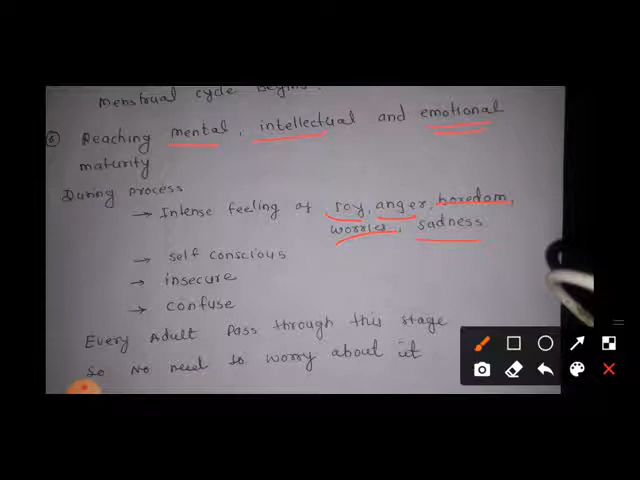 menstrual cycle begins.
⑥ Reaching mental, intellectual and emotional
maturity
During process
→ Intense feeling of joy, anger, boredom,
worries, sadness
→ self conscious
→ insecure
→ confuse
Every Adult Pass through this stage
So No need to worry about it